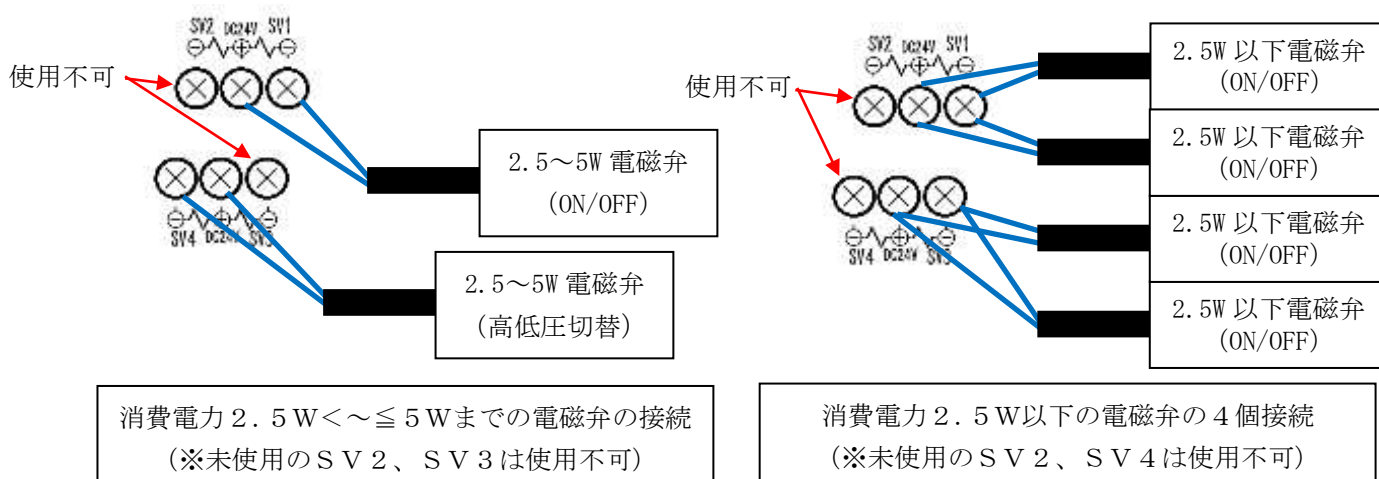 SV2 DC24V SV1
使用不可
2.5～5W 電磁弁
(ON/OFF)
SV4 DC24V SV3
2.5～5W 電磁弁
(高低圧切替)
消費電力２.５Ｗ＜～≦５Ｗまでの電磁弁の接続
(※未使用のＳＶ２、ＳＶ３は使用不可)
SV2 DC24V SV1
使用不可
2.5W 以下電磁弁
(ON/OFF)
2.5W 以下電磁弁
(ON/OFF)
SV4 DC24V SV3
2.5W 以下電磁弁
(ON/OFF)
2.5W 以下電磁弁
(ON/OFF)
消費電力２.５Ｗ以下の電磁弁の４個接続
(※未使用のＳＶ２、ＳＶ４は使用不可)